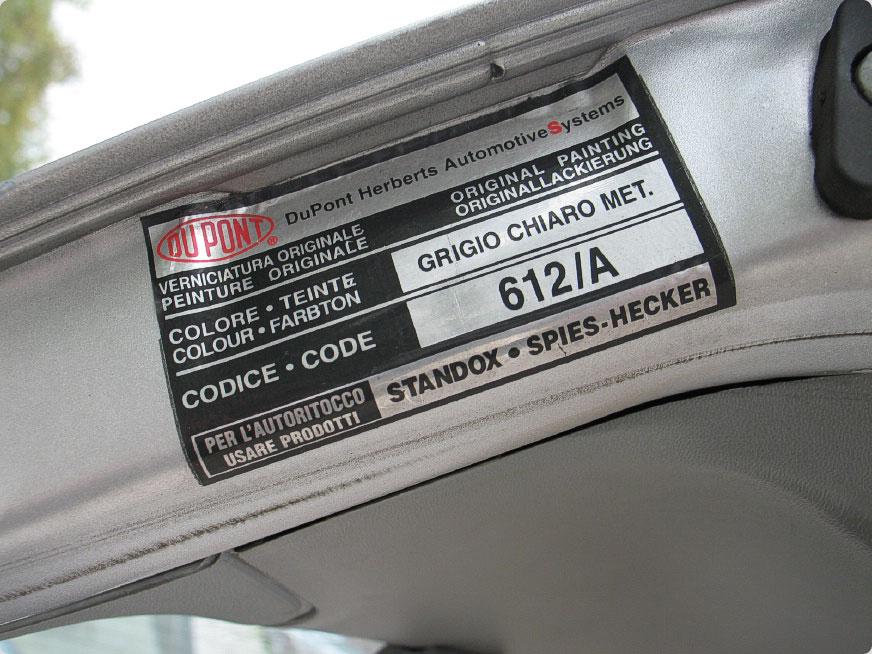 DU PONT ® DuPont Herberts AutomotiveSystems
VERNICIATURA ORIGINALE ORIGINAL PAINTING
PEINTURE ORIGINALE ORIGINALLACKIERUNG
COLORE • TEINTE GRIGIO CHIARO MET.
COLOUR • FARBTON
CODICE • CODE 612/A
PER L'AUTORITOCCO STANDOX • SPIES-HECKER
USARE PRODOTTI